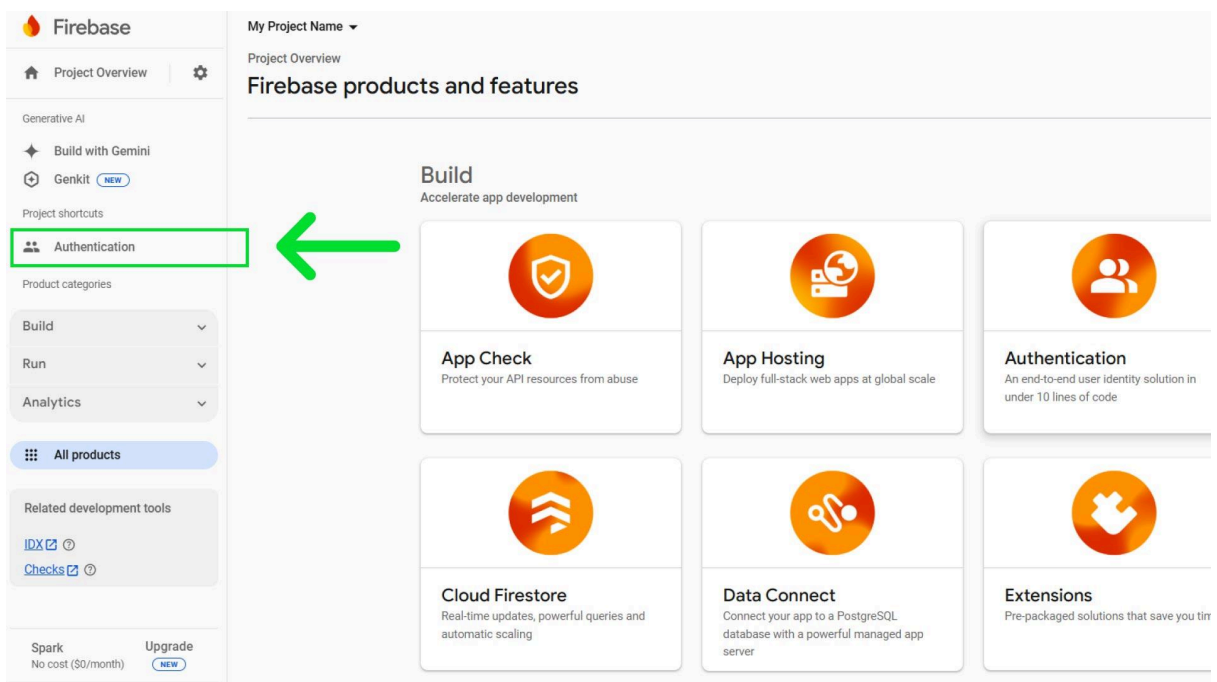 Firebase
Project Overview
Generative AI
Build with Gemini
Genkit NEW
Project shortcuts
Authentication
Product categories
Build
Run
Analytics
All products
Related development tools
IDX
Checks
Spark
No cost ($0/month)
Upgrade
NEW
My Project Name
Project Overview
Firebase products and features
Build
Accelerate app development
App Check
Protect your API resources from abuse
App Hosting
Deploy full-stack web apps at global scale
Authentication
An end-to-end user identity solution in
under 10 lines of code
Cloud Firestore
Real-time updates, powerful queries and
automatic scaling
Data Connect
Connect your app to a PostgreSQL
database with a powerful managed app
server
Extensions
Pre-packaged solutions that save you